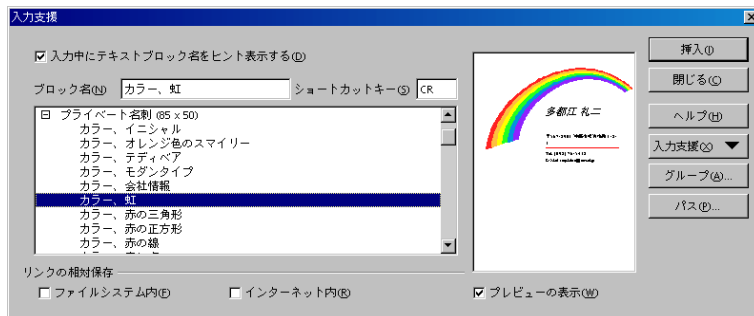 入力支援
入力中にテキストブロック名をヒント表示する(D)
ブロック名(N) カラー、虹 ショートカットキー(S) CR
プライベート名刺 (85 x 50)
カラー、イニシャル
カラー、オレンジ色のスマイリー
カラー、テディベア
カラー、モダンタイプ
カラー、会社情報
カラー、虹
カラー、赤の三角形
カラー、赤の正方形
カラー、赤の線
多都江 礼二
挿入(I)
閉じる(C)
ヘルプ(H)
入力支援(X)
グループ(A)...
パス(P)...
リンクの相対保存
ファイルシステム内(F) インターネット内(R) プレビューの表示(W)